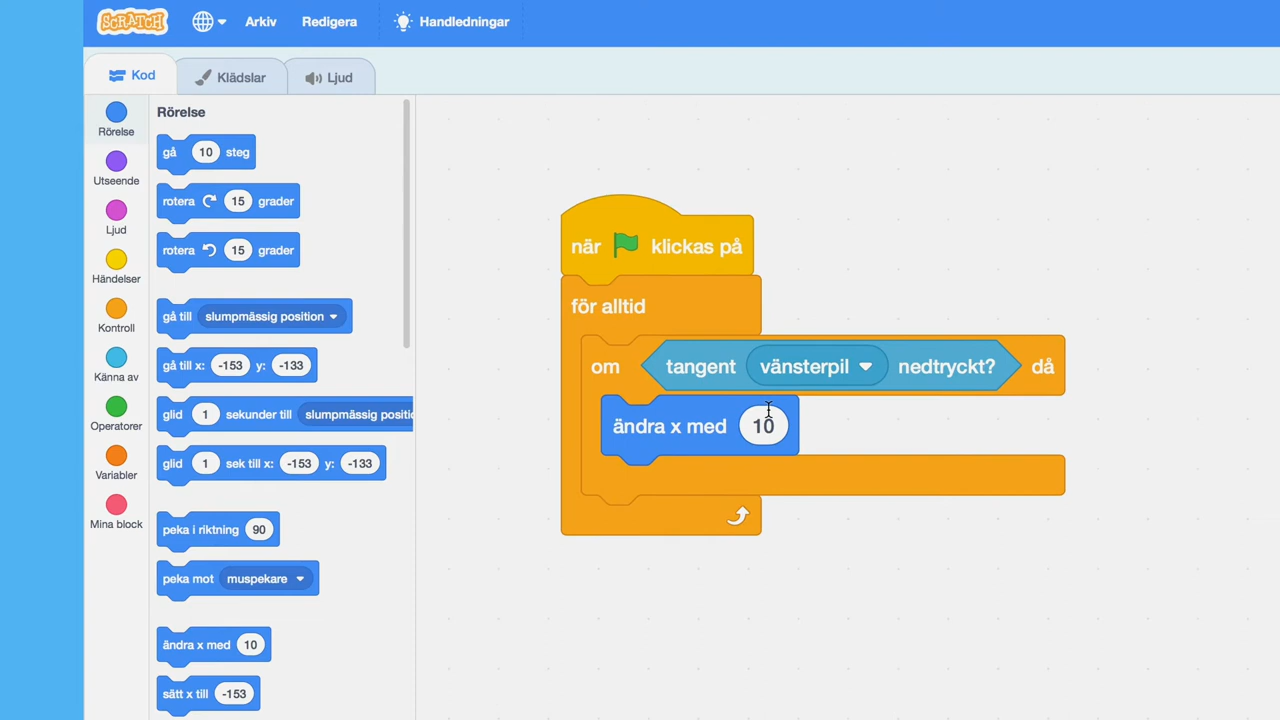 SCRATCH Arkiv Redigera Handledningar
Kod Klädslar Ljud
Rörelse
Utseende
Ljud
Händelser
Kontroll
Känna av
Operatorer
Variabler
Mina block
Rörelse
gå 10 steg
rotera 15 grader
rotera 15 grader
gå till slumpmässig position
gå till x: -153 y: -133
glid 1 sekunder till slumpmässig positio
glid 1 sek till x: -153 y: -133
peka i riktning 90
peka mot muspekare
ändra x med 10
sätt x till -153
när klickas på
för alltid
om tangent vänsterpil nedtryckt? då
ändra x med 10